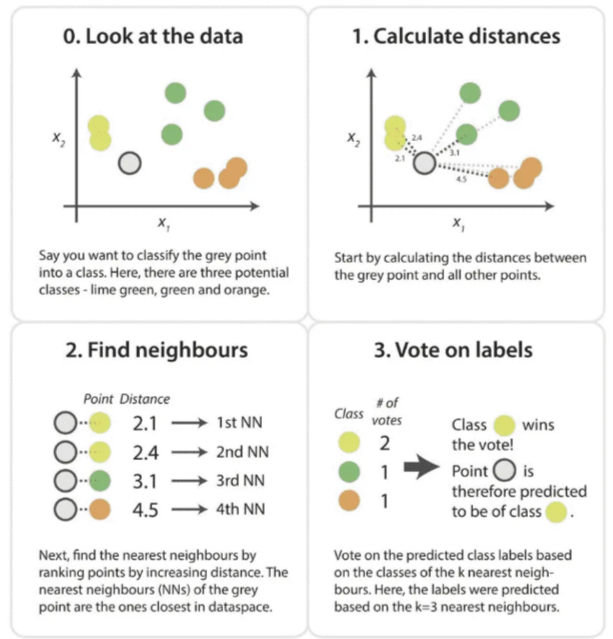 0. Look at the data
X2
X1
Say you want to classify the grey point
into a class. Here, there are three potential
classes - lime green, green and orange.
1. Calculate distances
X2
2.4
2.1
3.1
4.5
X1
Start by calculating the distances between
the grey point and all other points.
2. Find neighbours
Point Distance
2.1 → 1st NN
2.4 → 2nd NN
3.1 → 3rd NN
4.5 → 4th NN
Next, find the nearest neighbours by
ranking points by increasing distance. The
nearest neighbours (NNs) of the grey
point are the ones closest in dataspace.
3. Vote on labels
Class # of votes
2
1
1
Class wins
the vote!
Point is
therefore predicted
to be of class .
Vote on the predicted class labels based
on the classes of the k nearest neigh-
bours. Here, the labels were predicted
based on the k=3 nearest neighbours.